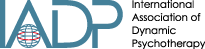 IADP
International
Association of
Dynamic
Psychotherapy